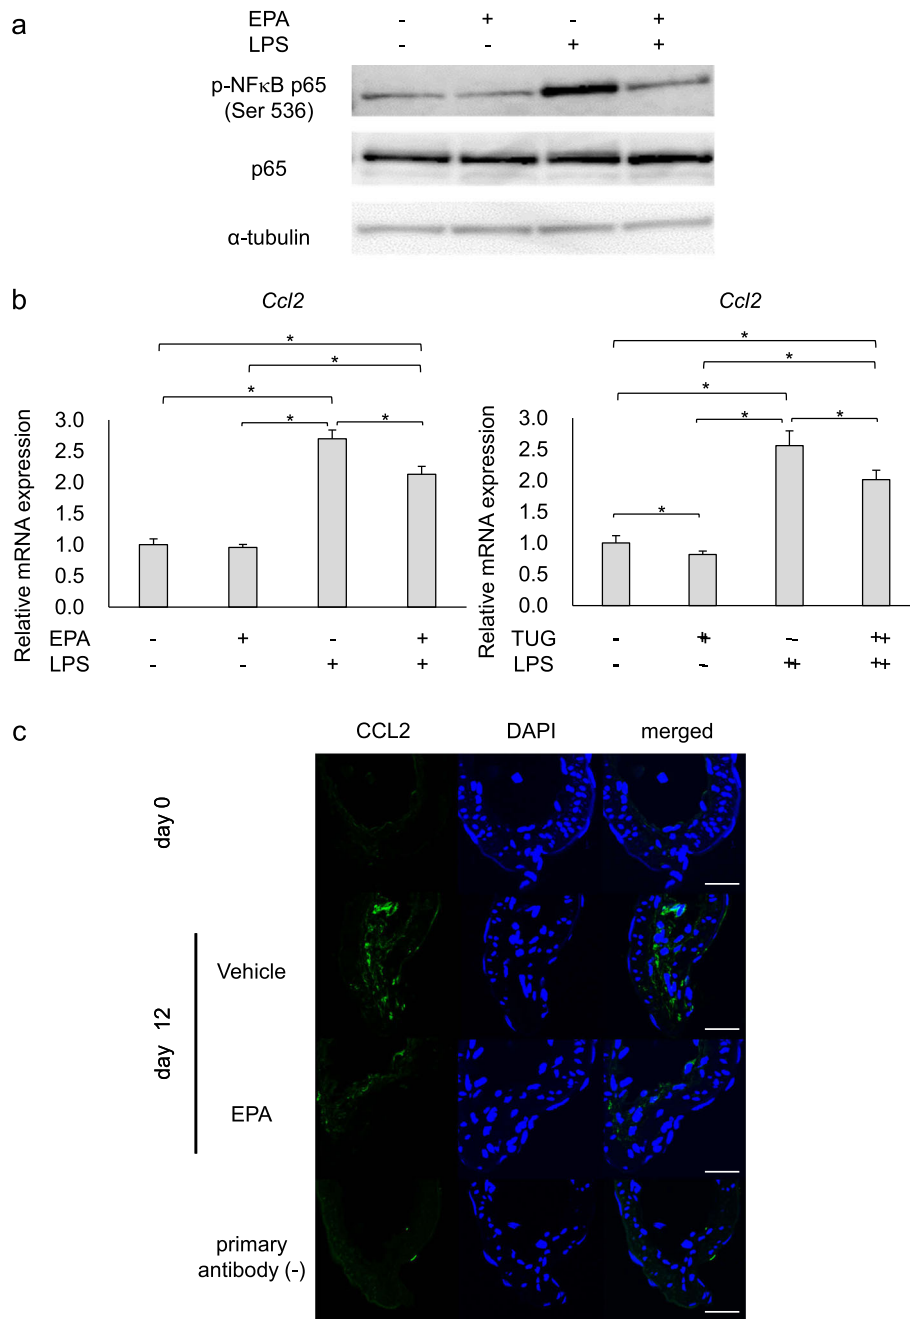 a
EPA - + - +
LPS - - + +
p-NFκB p65
(Ser 536)
p65
α-tubulin
b
Ccl2
*
*
*
*
*
Relative mRNA expression
3.0
2.5
2.0
1.5
1.0
0.5
0.0
EPA - + - +
LPS - - + +
Ccl2
*
*
*
*
*
*
Relative mRNA expression
3.0
2.5
2.0
1.5
1.0
0.5
0.0
TUG - ++ -- ++
LPS - - ++ ++
c
CCL2 DAPI merged
day 0
day 12
Vehicle
EPA
primary
antibody (-)